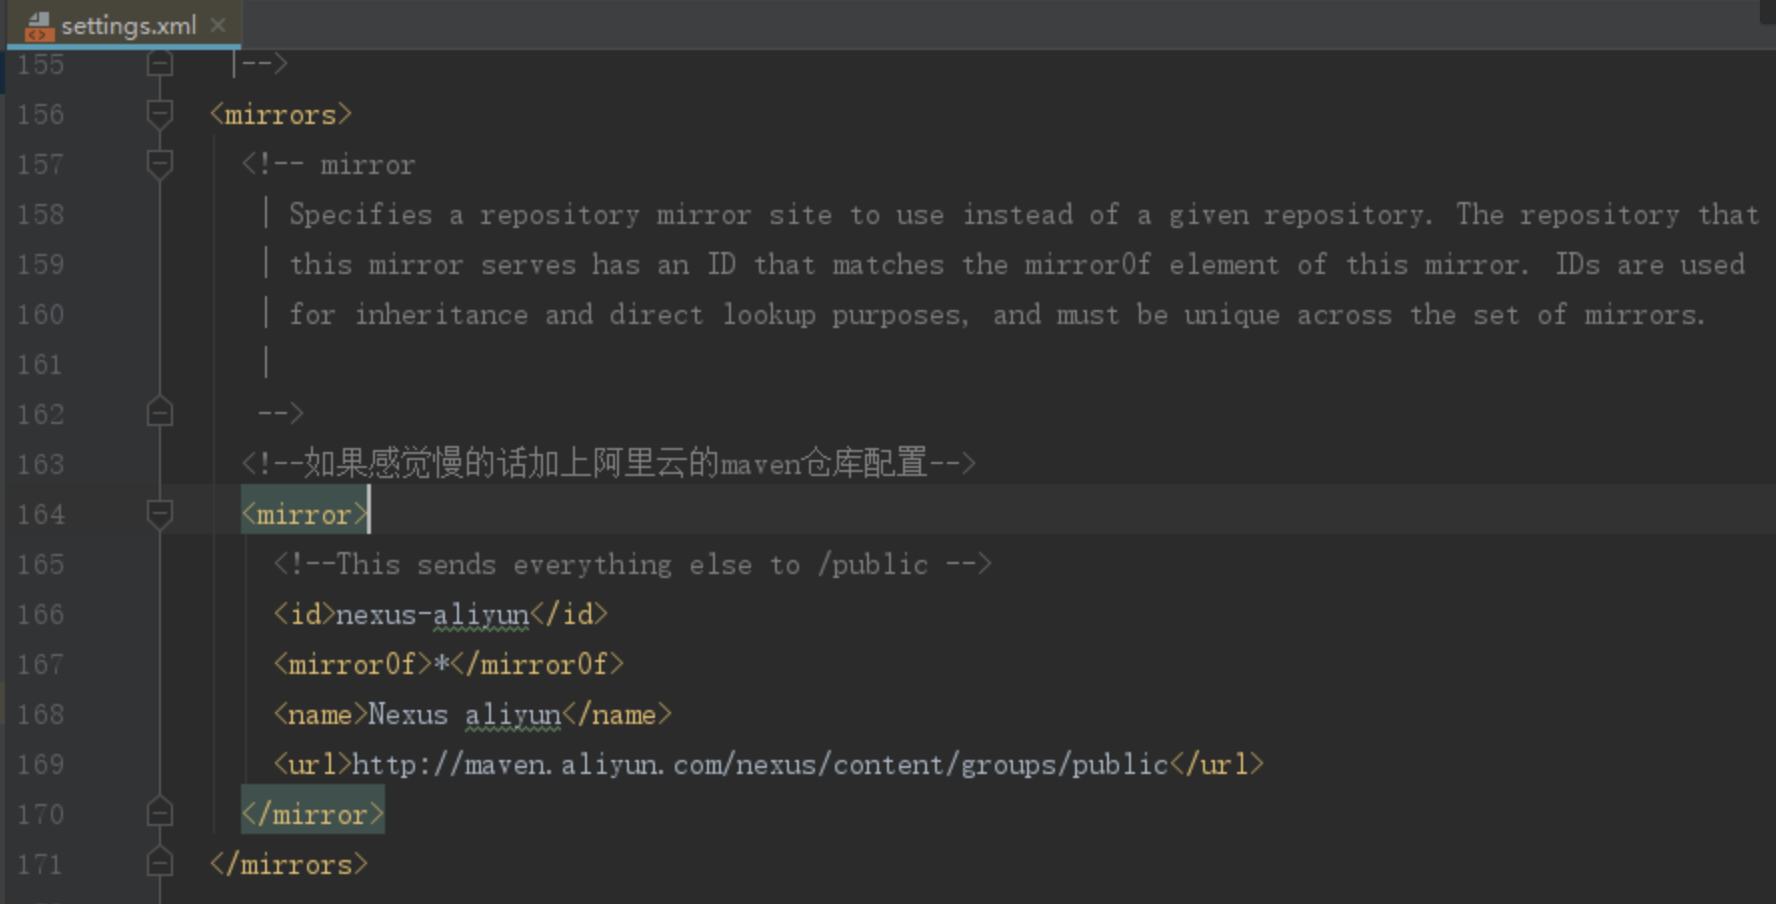 settings.xml
155 |-->
156 <mirrors>
157 <!-- mirror
158 | Specifies a repository mirror site to use instead of a given repository. The repository that
159 | this mirror serves has an ID that matches the mirrorOf element of this mirror. IDs are used
160 | for inheritance and direct lookup purposes, and must be unique across the set of mirrors.
161 |
162 -->
163 <!--如果感觉慢的话加上阿里云的maven仓库配置-->
164 <mirror>
165 <!--This sends everything else to /public -->
166 <id>nexus-aliyun</id>
167 <mirrorOf>*</mirrorOf>
168 <name>Nexus aliyun</name>
169 <url>http://maven.aliyun.com/nexus/content/groups/public</url>
170 </mirror>
171 </mirrors>